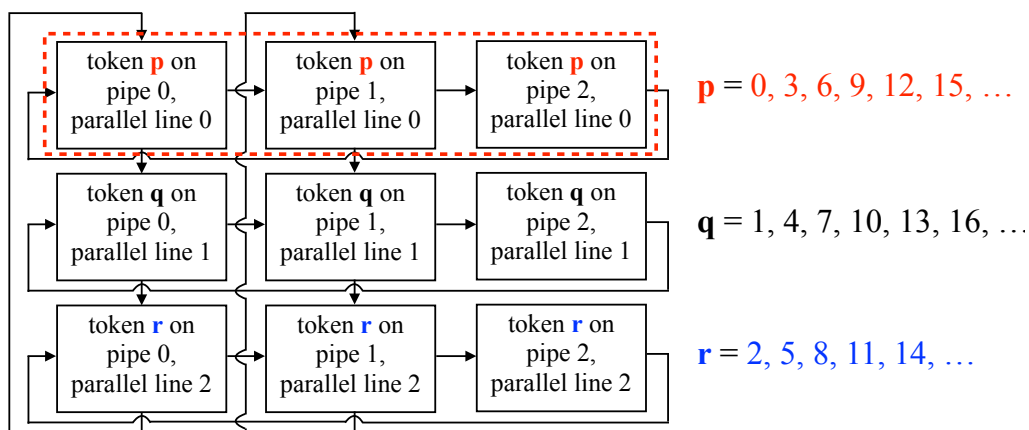 token p on
pipe 0,
parallel line 0
token p on
pipe 1,
parallel line 0
token p on
pipe 2,
parallel line 0
p = 0, 3, 6, 9, 12, 15, …
token q on
pipe 0,
parallel line 1
token q on
pipe 1,
parallel line 1
token q on
pipe 2,
parallel line 1
q = 1, 4, 7, 10, 13, 16, …
token r on
pipe 0,
parallel line 2
token r on
pipe 1,
parallel line 2
token r on
pipe 2,
parallel line 2
r = 2, 5, 8, 11, 14, …